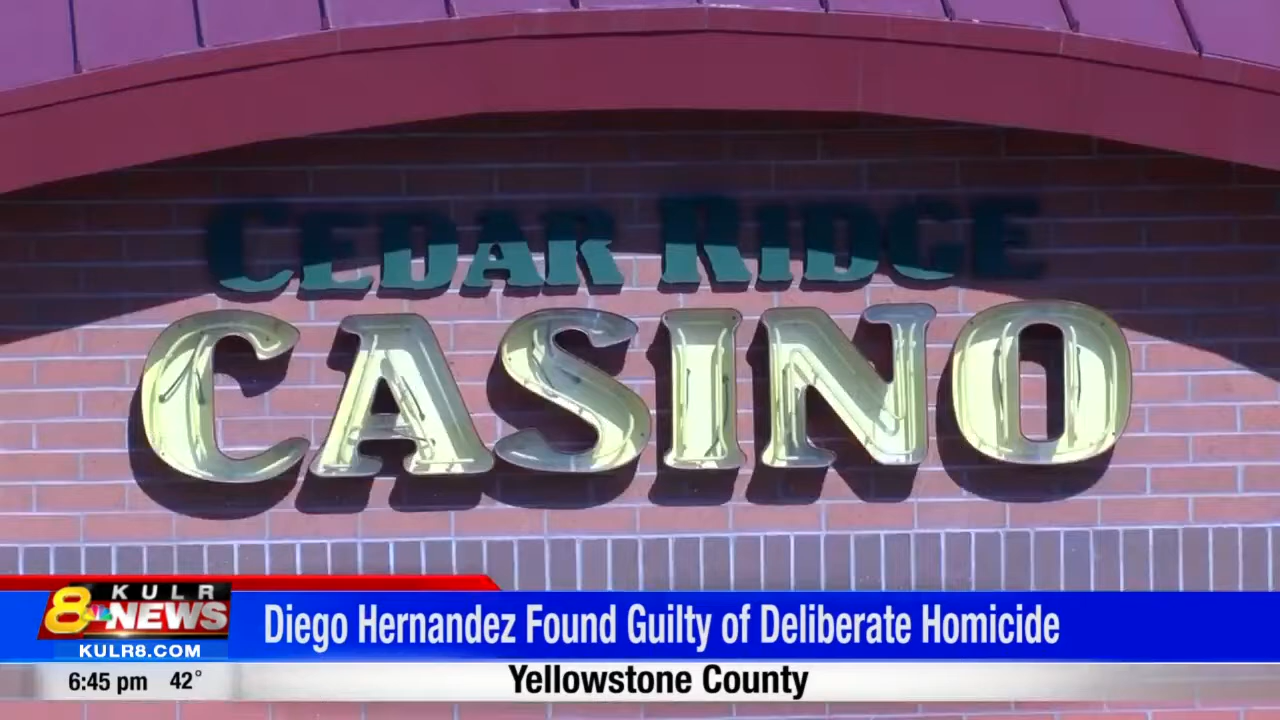 CEDAR RIDGE
CASINO
8 KULR NEWS
KULR8.COM
Diego Hernandez Found Guilty of Deliberate Homicide
6:45 pm 42°
Yellowstone County